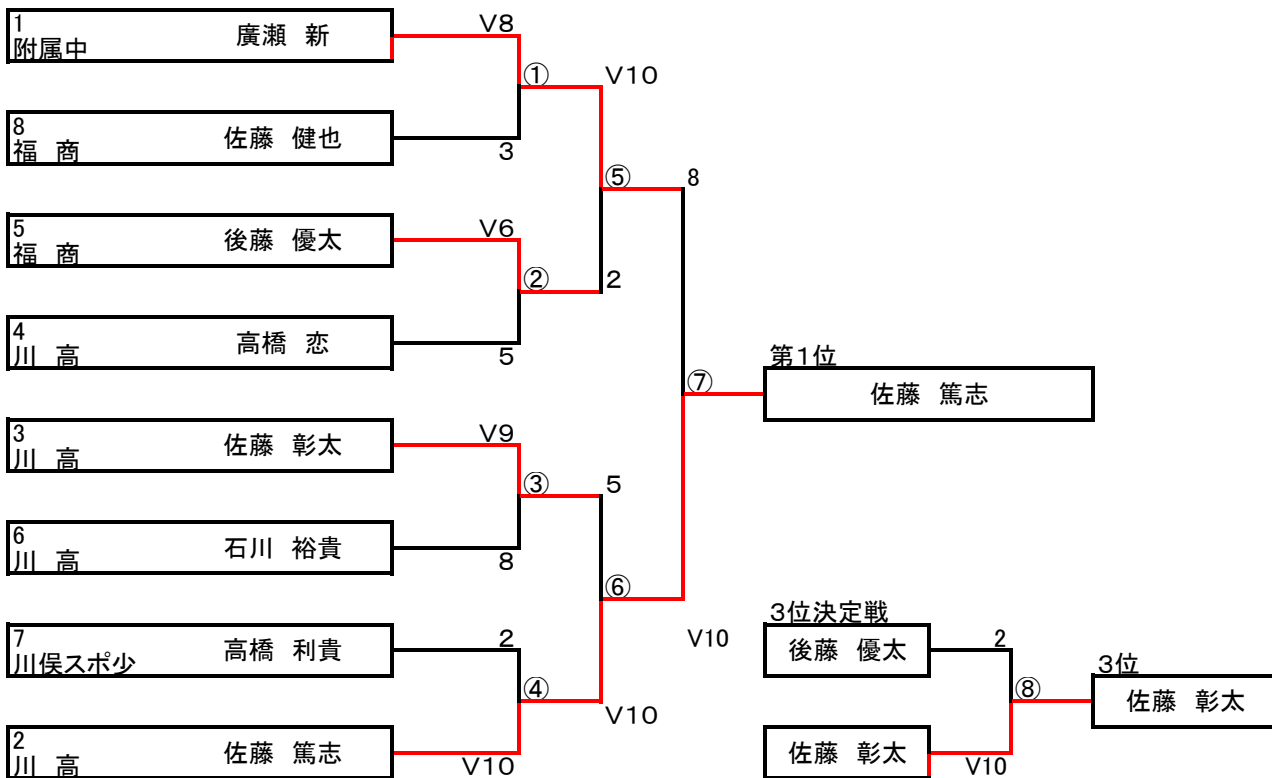 1
附属中 廣瀬 新
V8
① V10
8
福 商 佐藤 健也
3
⑤ 8
5
福 商 後藤 優太
V6
② 2
4
川 高 高橋 恋
5
第1位
⑦ 佐藤 篤志
3
川 高 佐藤 彰太
V9
③ 5
6
川 高 石川 裕貴
8
⑥
7
川俣スポ少 高橋 利貴
2
④ V10
2
川 高 佐藤 篤志
V10
V10
3位決定戦
後藤 優太 2
⑧
3位
佐藤 彰太
佐藤 彰太 V10